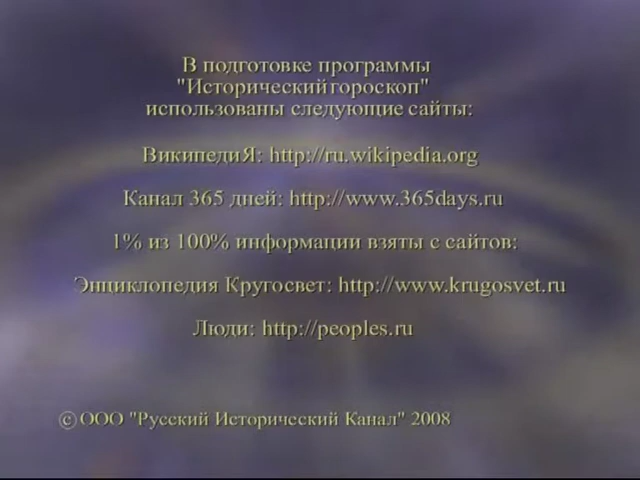 В подготовке программы
"Исторический гороскоп"
использованы следующие сайты:
ВикипедиЯ: http://ru.wikipedia.org
Канал 365 дней: http://www.365days.ru
1% из 100% информации взяты с сайтов:
Энциклопедия Кругосвет: http://www.krugosvet.ru
Люди: http://peoples.ru
© ООО "Русский Исторический Канал" 2008